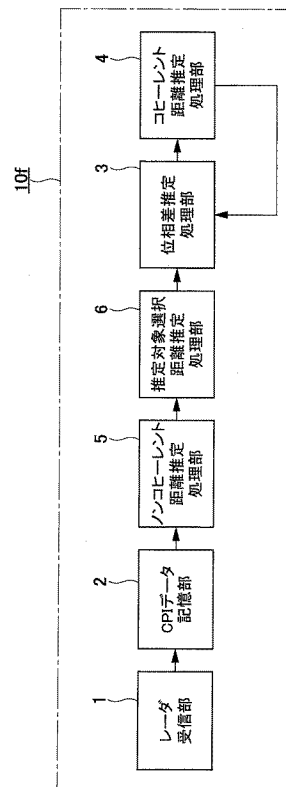 10f
1
レーダ
受信部
2
CPIデータ
記憶部
5
ノンコヒーレント
距離推定
処理部
6
推定対象選択
距離推定
処理部
3
位相差推定
処理部
4
コヒーレント
距離推定
処理部